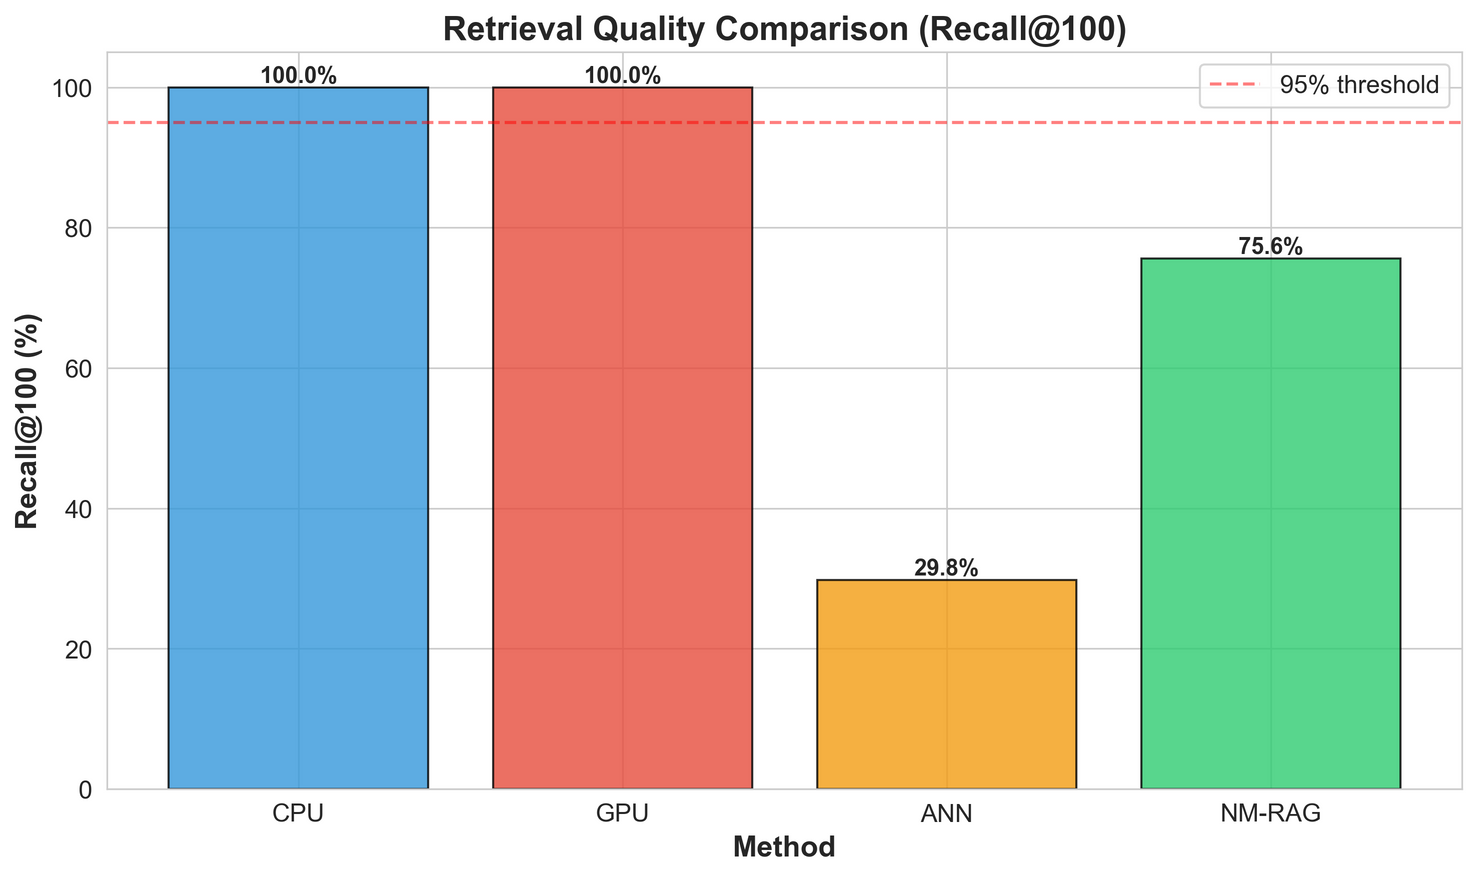 Retrieval Quality Comparison (Recall@100)
95% threshold
100.0%
100.0%
29.8%
75.6%
100
80
60
40
20
0
Recall@100 (%)
CPU
GPU
ANN
NM-RAG
Method